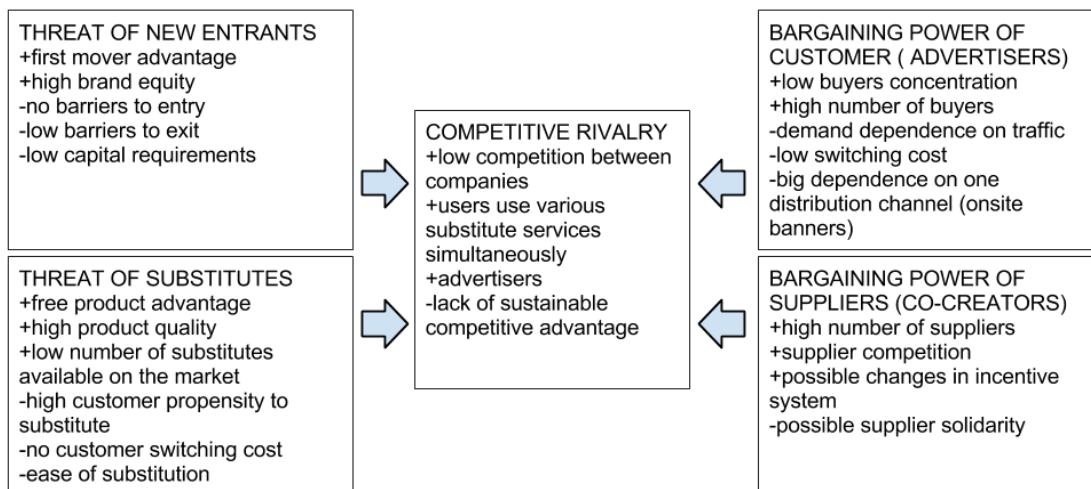 THREAT OF NEW ENTRANTS
+first mover advantage
+high brand equity
-no barriers to entry
-low barriers to exit
-low capital requirements
THREAT OF SUBSTITUTES
+free product advantage
+high product quality
+low number of substitutes
available on the market
-high customer propensity to
substitute
-no customer switching cost
-ease of substitution
COMPETITIVE RIVALRY
+low competition between
companies
+users use various
substitute services
simultaneously
+advertisers
-lack of sustainable
competitive advantage
BARGAINING POWER OF
CUSTOMER ( ADVERTISERS)
+low buyers concentration
+high number of buyers
-demand dependence on traffic
-low switching cost
-big dependence on one
distribution channel (onsite
banners)
BARGAINING POWER OF
SUPPLIERS (CO-CREATORS)
+high number of suppliers
+supplier competition
+possible changes in incentive
system
-possible supplier solidarity